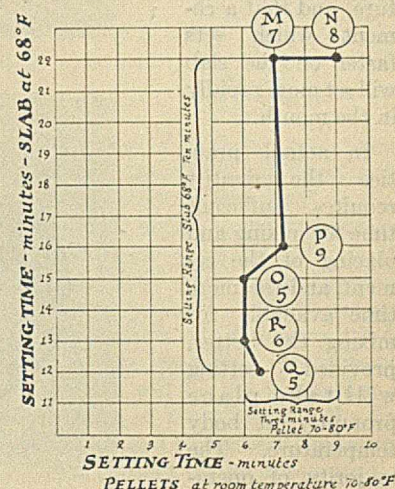 M
7
N
8
SETTING TIME - minutes - SLAB at 68°F
22
21
20
19
18
17
16
15
14
13
12
11
Setting Range Slab 68°F Ten minutes
P
9
O
5
R
6
Q
5
Setting Range
Three minutes
Pellet 70-80°F
1 2 3 4 5 6 7 8 9 10
SETTING TIME - minutes
PELLETS at room temperature 70-80°F